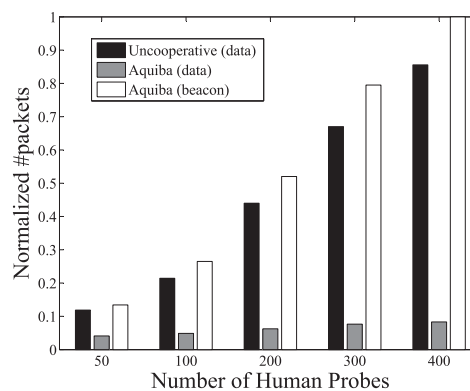 Normalized #packets
1
0.9
0.8
0.7
0.6
0.5
0.4
0.3
0.2
0.1
0
Uncooperative (data)
Aquiba (data)
Aquiba (beacon)
50 100 200 300 400
Number of Human Probes